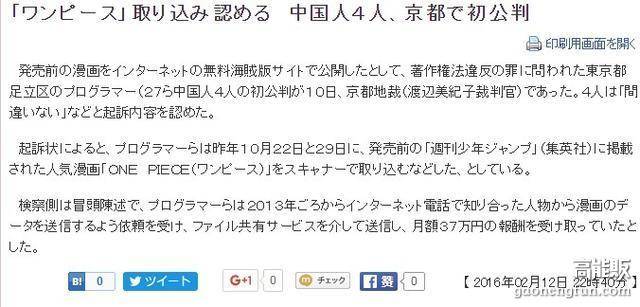 「ワンピース」取り込み認める　中国人４人、京都で初公判
印刷用画面を開く
　発売前の漫画をインターネットの無料海賊版サイトで公開したとして、著作権法違反の罪に問われた東京都
足立区のプログラマー（２７ら中国人４人の初公判が１０日、京都地裁（渡辺美紀子裁判官）であった。４人は「間
違いない」などと起訴内容を認めた。
　起訴状によると、プログラマーらは昨年１０月２２日と２９日に、発売前の「週刊少年ジャンプ」（集英社）に掲載
された人気漫画「ＯＮＥ　ＰＩＥＣＥ（ワンピース）」をスキャナーで取り込むなどした、としている。
　検察側は冒頭陳述で、プログラマーらは２０１３年ごろからインターネット電話で知り合った人物から漫画のデ
ータを送信するよう依頼を受け、ファイル共有サービスを介して送信し、月額３７万円の報酬を受け取っていたと
した。
B! 0 ツイート G+1 0 m チェック f 赞 0
【 2016年02月12日 22時40分 】
高能贩
gaonengfun.com